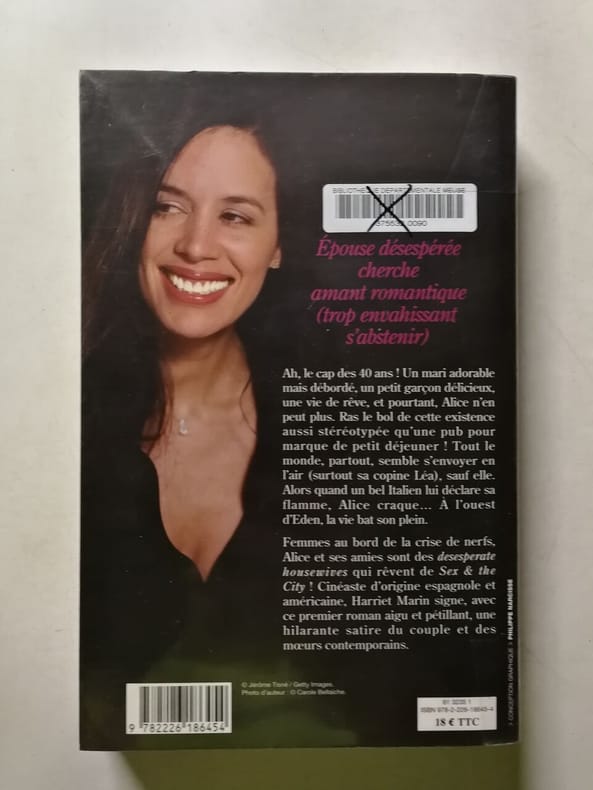 BIBLIOTHEQUE DEPARTEMENTALE MEUSE
Épouse désespérée
cherche
amant romantique
(trop envahissant
s'abstenir)
Ah, le cap des 40 ans ! Un mari adorable
mais débordé, un petit garçon délicieux,
une vie de rêve, et pourtant, Alice n'en
peut plus. Ras le bol de cette existence
aussi stéréotypée qu'une pub pour
marque de petit déjeuner ! Tout le
monde, partout, semble s'envoyer en
l'air (surtout sa copine Léa), sauf elle.
Alors quand un bel Italien lui déclare sa
flamme, Alice craque... À l'ouest
d'Eden, la vie bat son plein.
Femmes au bord de la crise de nerfs,
Alice et ses amies sont des desesperate
housewives qui rêvent de Sex & the
City ! Cinéaste d'origine espagnole et
américaine, Harriet Marin signe, avec
ce premier roman aigu et pétillant, une
hilarante satire du couple et des
mœurs contemporains.
© Jérôme Tisné / Getty Images.
Photo d'auteur : © Carole Bellaïche.
9 782226 186454
ISBN 978-2-226-18645-4
18 € TTC
> CONCEPTION GRAPHIQUE > PHILIPPE NARCISSE